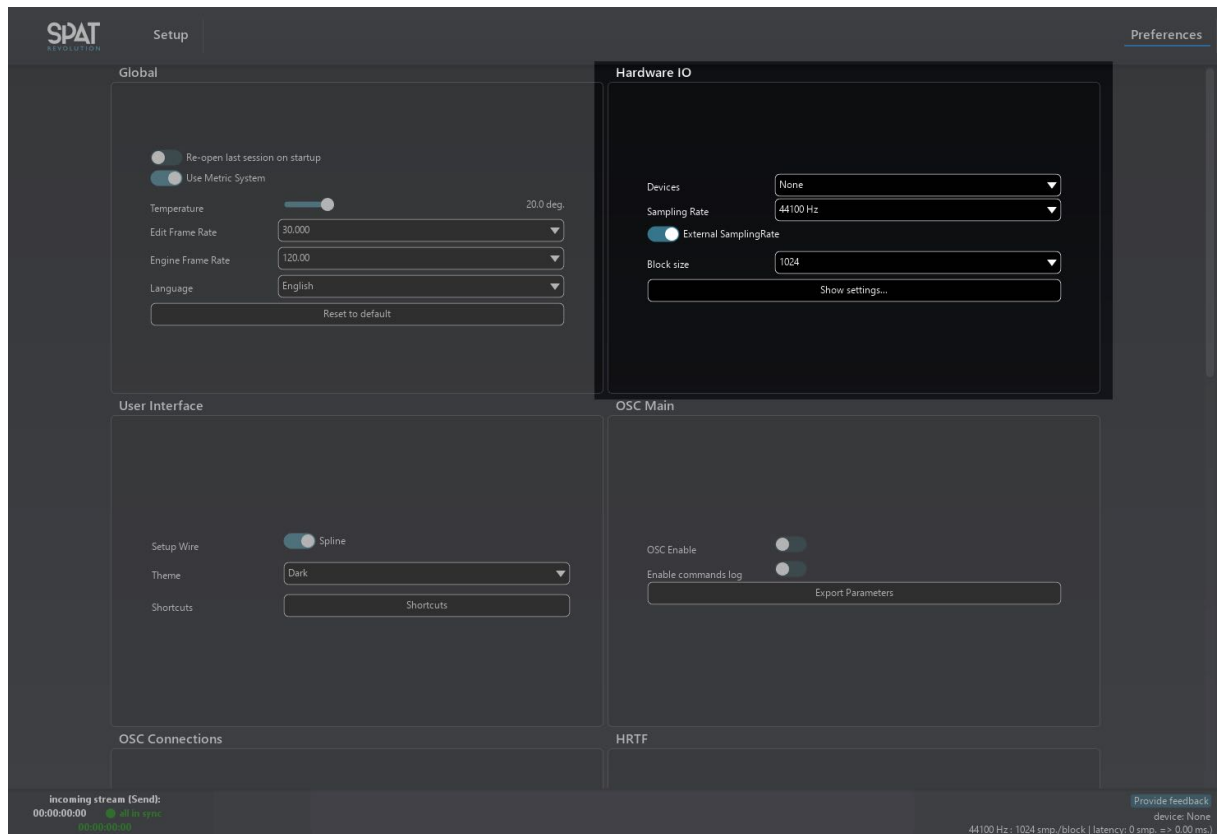 SPAT
REVOLUTION
Setup
Preferences
Global
Re-open last session on startup
Use Metric System
Temperature
20.0 deg.
Edit Frame Rate
30.000
Engine Frame Rate
120.00
Language
English
Reset to default
Hardware IO
Devices
None
Sampling Rate
44100 Hz
External SamplingRate
Block size
1024
Show settings...
User Interface
Setup Wire
Spline
Theme
Dark
Shortcuts
Shortcuts
OSC Main
OSC Enable
Enable commands log
Export Parameters
OSC Connections
HRTF
incoming stream (Send):
00:00:00:00 all in sync
00:00:00:00
Provide feedback
device: None
44100 Hz : 1024 smp./block | latency: 0 smp. => 0.00 ms.)